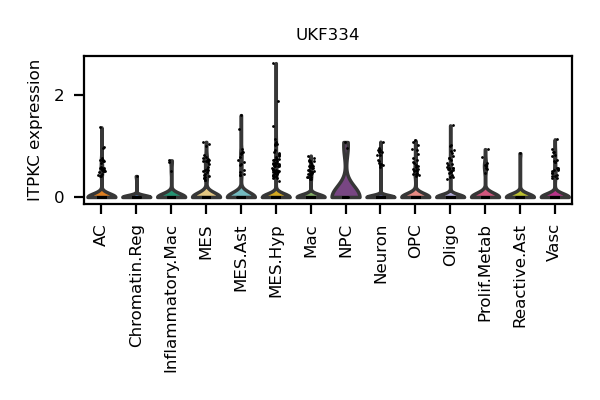 UKF334
ITPKC expression
2
0
AC
Chromatin.Reg
Inflammatory.Mac
MES
MES.Ast
MES.Hyp
Mac
NPC
Neuron
OPC
Oligo
Prolif.Metab
Reactive.Ast
Vasc